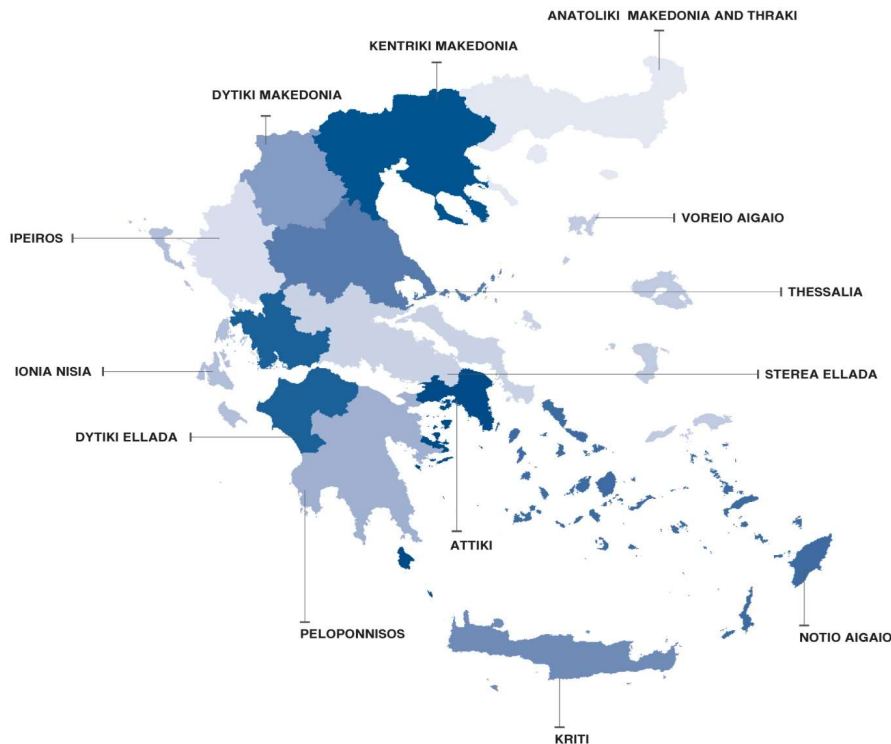 ANATOLIKI MAKEDONIA AND THRAKI
KENTRIKI MAKEDONIA
DYTIKI MAKEDONIA
VOREIO AIGAIO
IPEIROS
THESSALIA
IONIA NISIA
STEREA ELLADA
DYTIKI ELLADA
ATTIKI
PELOPONNISOS
NOTIO AIGAIO
KRITI